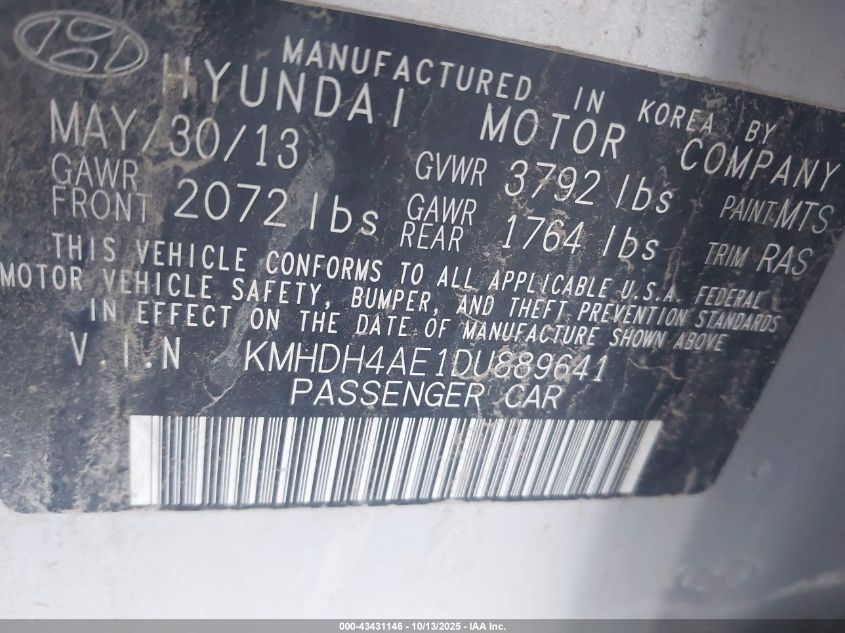 MANUFACTURED IN KOREA BY
HYUNDAI MOTOR COMPANY
MAY/30/13 GVWR 3792 lbs PAINT:MTS
GAWR FRONT 2072 lbs GAWR REAR 1764 lbs TRIM RAS
THIS VEHICLE CONFORMS TO ALL APPLICABLE U.S.A. FEDERAL
MOTOR VEHICLE SAFETY, BUMPER, AND THEFT PREVENTION STANDARDS
IN EFFECT ON THE DATE OF MANUFACTURE SHOWN ABOVE
V.I.N KMHDH4AE1DU889641
PASSENGER CAR
000-43431146 - 10/13/2025 - IAA Inc.